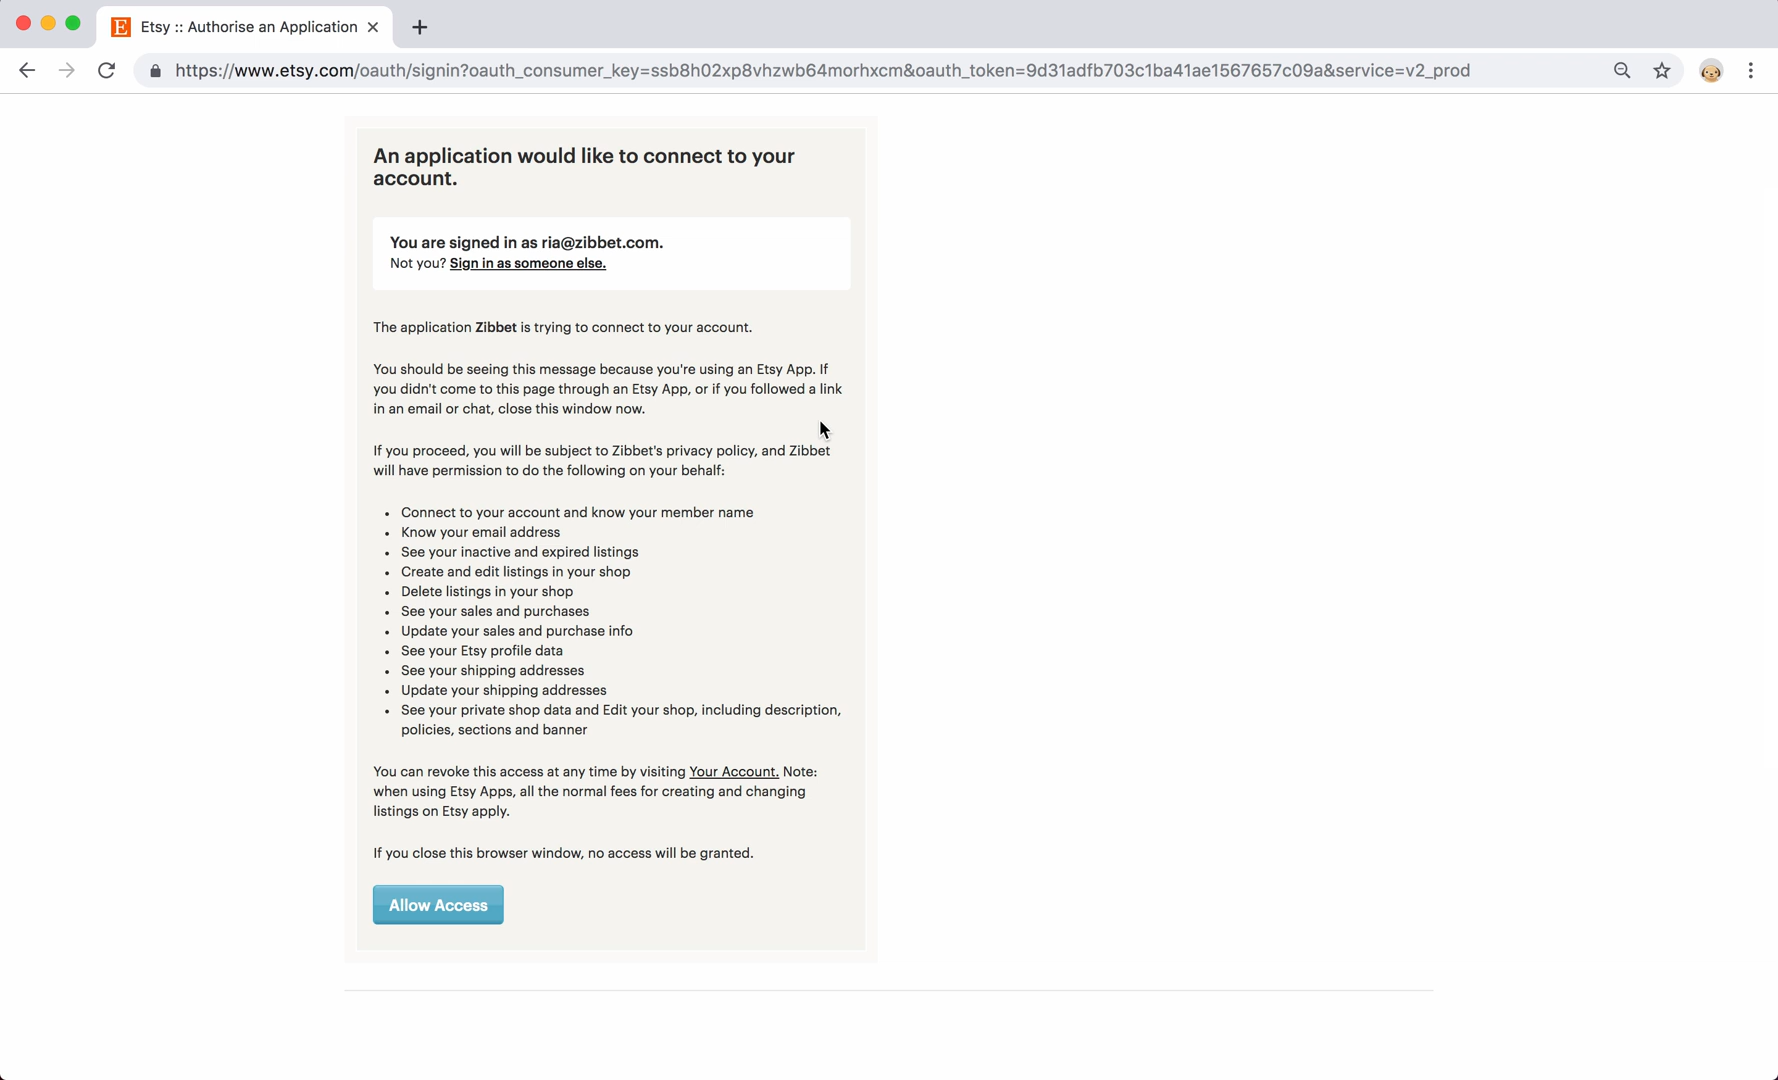 Etsy :: Authorise an Application
https://www.etsy.com/oauth/signin?oauth_consumer_key=ssb8h02xp8vhzwb64morhxcm&oauth_token=9d31adfb703c1ba41ae1567657c09a&service=v2_prod
An application would like to connect to your
account.
You are signed in as ria@zibbet.com.
Not you? Sign in as someone else.
The application Zibbet is trying to connect to your account.
You should be seeing this message because you're using an Etsy App. If
you didn't come to this page through an Etsy App, or if you followed a link
in an email or chat, close this window now.
If you proceed, you will be subject to Zibbet's privacy policy, and Zibbet
will have permission to do the following on your behalf:
• Connect to your account and know your member name
• Know your email address
• See your inactive and expired listings
• Create and edit listings in your shop
• Delete listings in your shop
• See your sales and purchases
• Update your sales and purchase info
• See your Etsy profile data
• See your shipping addresses
• Update your shipping addresses
• See your private shop data and Edit your shop, including description,
policies, sections and banner
You can revoke this access at any time by visiting Your Account. Note:
when using Etsy Apps, all the normal fees for creating and changing
listings on Etsy apply.
If you close this browser window, no access will be granted.
Allow Access